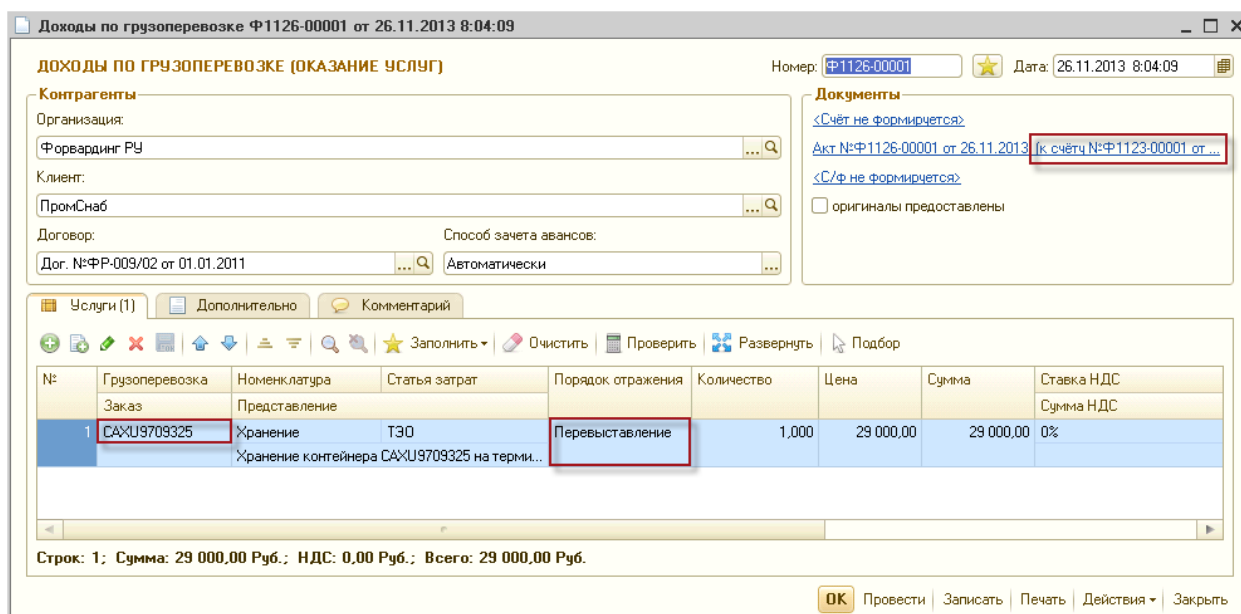 Доходы по грузоперевозке Ф1126-00001 от 26.11.2013 8:04:09
ДОХОДЫ ПО ГРУЗОПЕРЕВОЗКЕ (ОКАЗАНИЕ УСЛУГ)
Номер: Ф1126-00001 Дата: 26.11.2013 8:04:09
Контрагенты
Документы
Организация:
<Счёт не формируется>
Форвардинг РУ ...
Акт №Ф1126-00001 от 26.11.2013 (к счёту №Ф1123-00001 от ...
Клиент:
<С/ф не формируется>
ПромСнаб ...
оригиналы предоставлены
Договор: Способ зачета авансов:
Дог. №ФР-009/02 от 01.01.2011 ... Автоматически ...
Услуги (1) Дополнительно Комментарий
Заполнить Очистить Проверить Развернуть Подбор
№ Грузоперевозка Номенклатура Статья затрат Порядок отражения Количество Цена Сумма Ставка НДС
Заказ Представление Сумма НДС
1 CAXU9709325 Хранение ТЭО Перевыставление 1,000 29 000,00 29 000,00 0%
Хранение контейнера CAXU9709325 на терми...
Строк: 1; Сумма: 29 000,00 Руб.; НДС: 0,00 Руб.; Всего: 29 000,00 Руб.
OK Провести Записать Печать Действия Закрыть